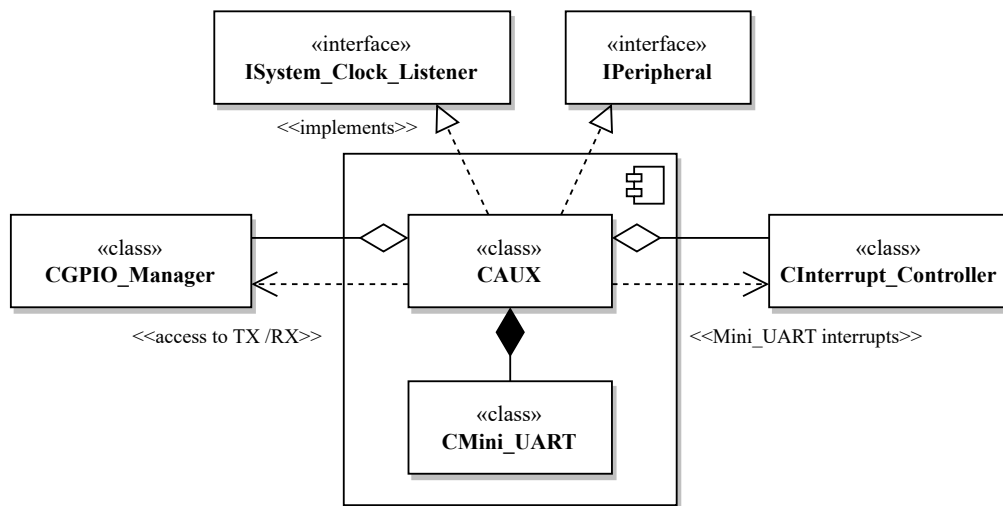 «interface»
ISystem_Clock_Listener
«interface»
IPeripheral
<<implements>>
«class»
CGPIO_Manager
«class»
CAUX
«class»
CInterrupt_Controller
<<access to TX /RX>>
<<Mini_UART interrupts>>
«class»
CMini_UART